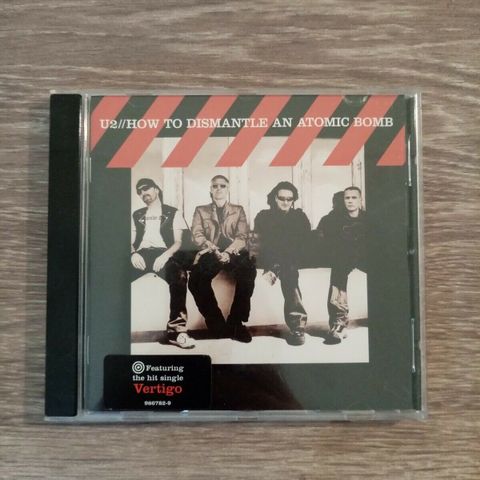 U2//HOW TO DISMANTLE AN ATOMIC BOMB
Featuring
the hit single
Vertigo
986782-9